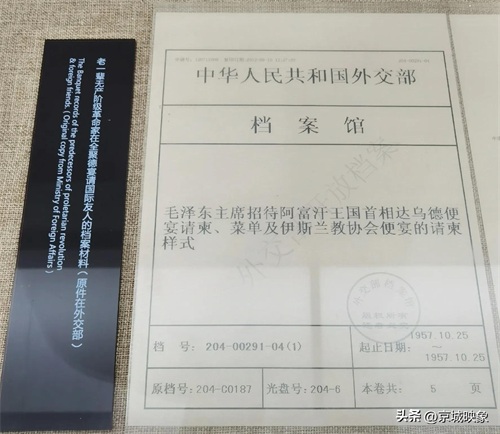 老一辈无产阶级革命家在全聚德宴请国际友人的档案材料(原件在外交部)
The Banquet records of the predecessors of proletarian revolution
& foreign friends.( Original copy from Ministry of Foreign
Affairs )
中华人民共和国外交部
档案馆
毛泽东主席招待阿富汗王国首相达乌德便
宴请柬、菜单及伊斯兰教协会便宴的请柬
样式
档 号: 204-00291-04(1)
起止日期:
1957.10.25
~
1957.10.25
原档号:204-C0187
光盘号:204-6
本卷共: 5 页
头条 @京城映象